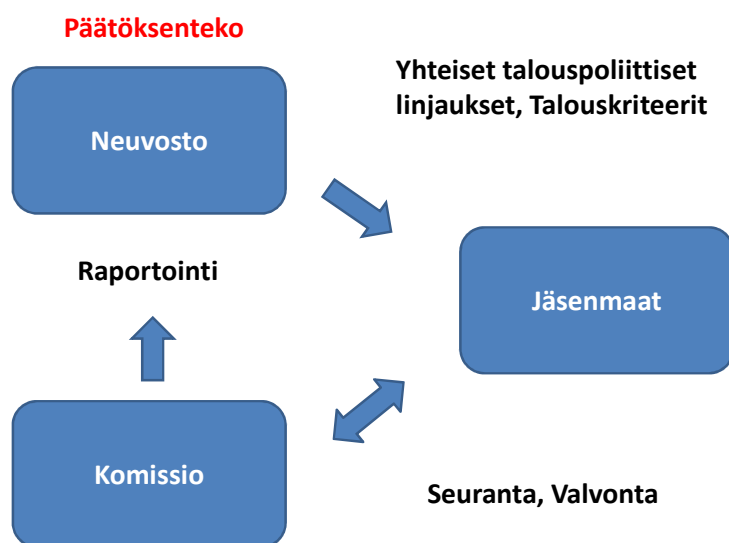 Päätöksenteko
Yhteiset talouspoliittiset
linjaukset, Talouskriteerit
Neuvosto
Raportointi
Jäsenmaat
Komissio
Seuranta, Valvonta